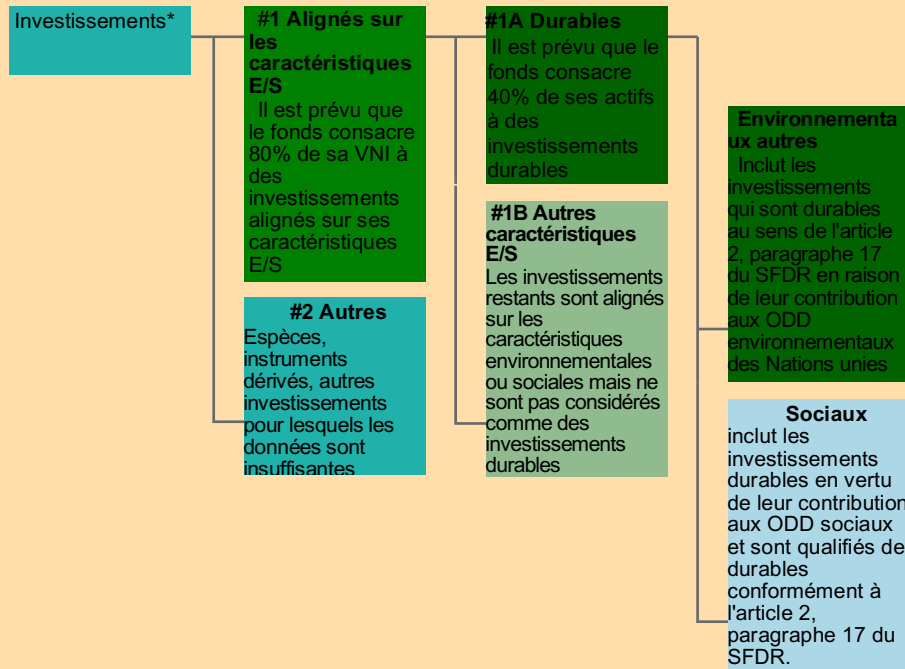 Investissements*
#1 Alignés sur
les
caractéristiques
E/S
Il est prévu que
le fonds consacre
80% de sa VNI à
des
investissements
alignés sur ses
caractéristiques
E/S
#2 Autres
Espèces,
instruments
dérivés, autres
investissements
pour lesquels les
données sont
insuffisantes
#1A Durables
Il est prévu que le
fonds consacre
40% de ses actifs
à des
investissements
durables
#1B Autres
caractéristiques
E/S
Les investissements
restants sont alignés
sur les
caractéristiques
environnementales
ou sociales mais ne
sont pas considérés
comme des
investissements
durables
Environnementa
ux autres
Inclut les
investissements
qui sont durables
au sens de l'article
2, paragraphe 17
du SFDR en raison
de leur contribution
aux ODD
environnementaux
des Nations unies
Sociaux
inclut les
investissements
durables en vertu
de leur contribution
aux ODD sociaux
et sont qualifiés de
durables
conformément à
l'article 2,
paragraphe 17 du
SFDR.